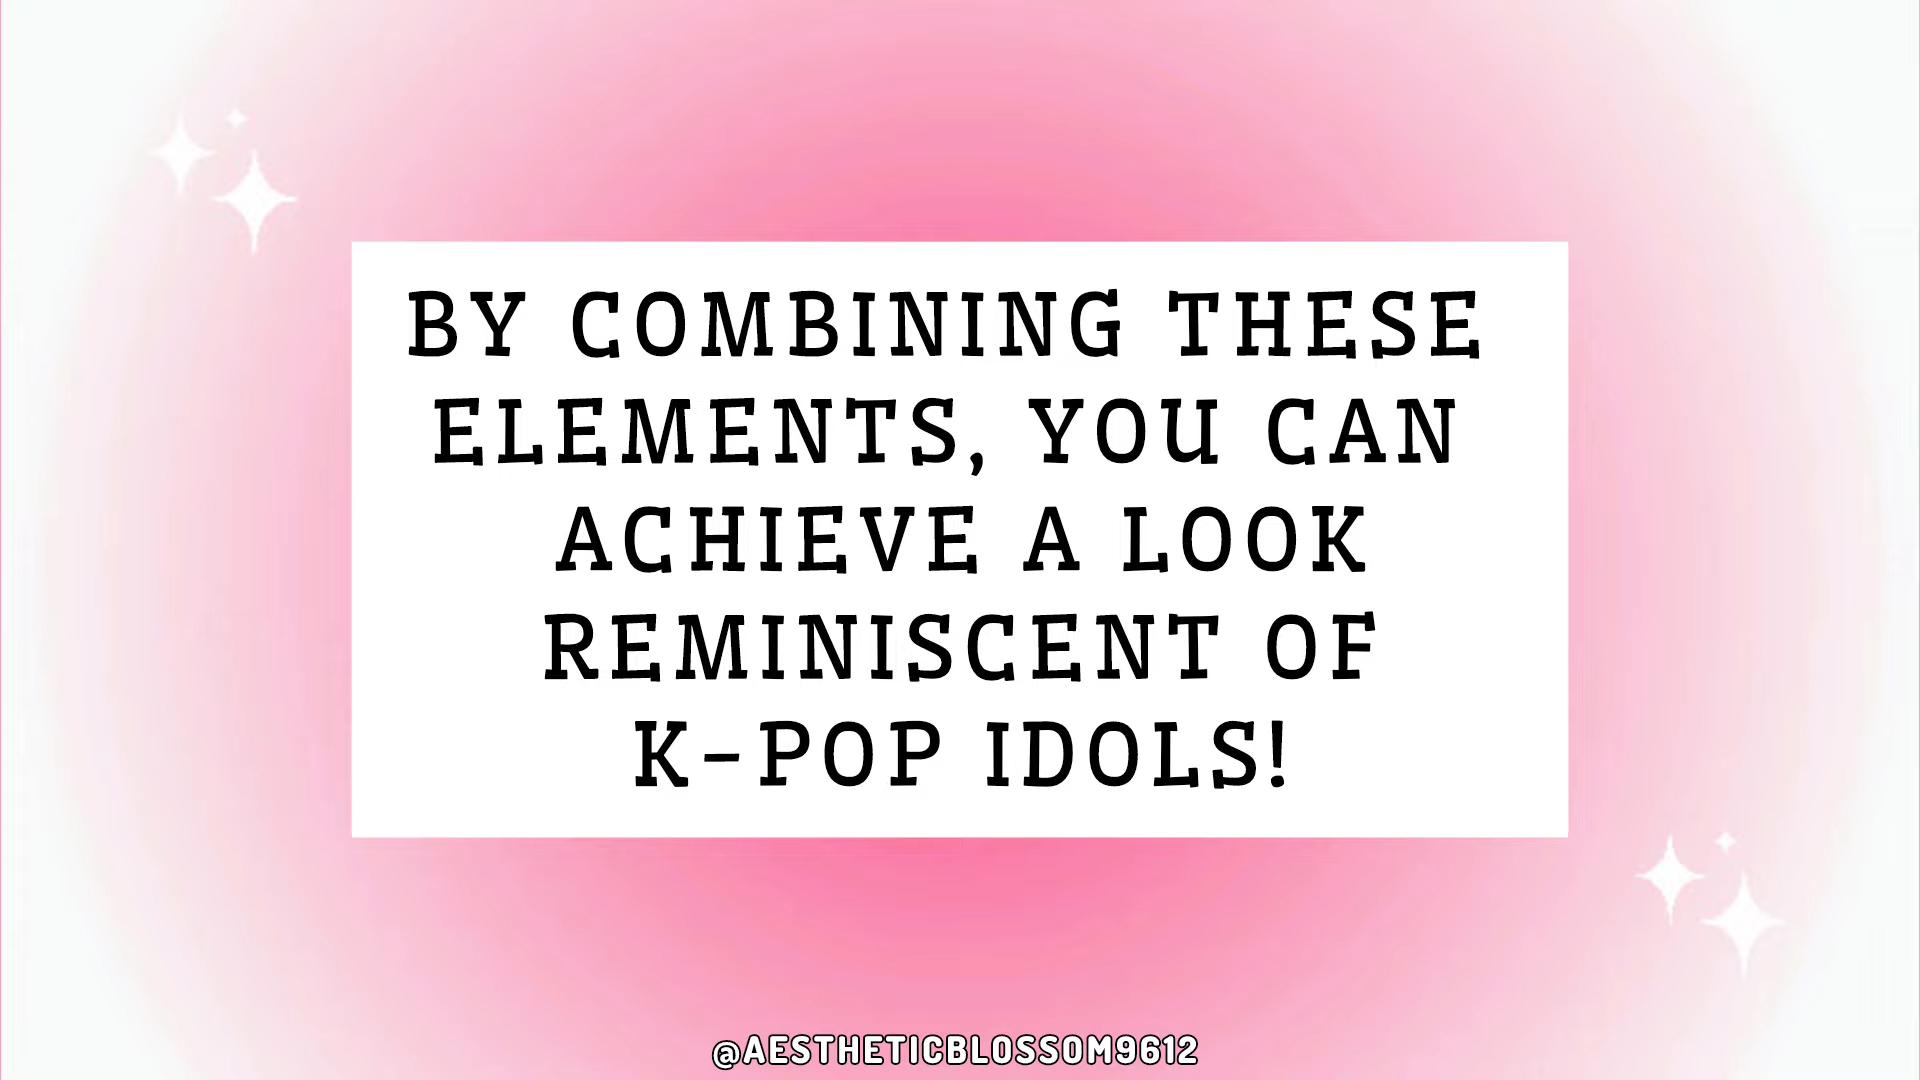 BY COMBINING THESE
ELEMENTS, YOU CAN
ACHIEVE A LOOK
REMINISCENT OF
K-POP IDOLS!
@AESTHETICBLOSSOM9612